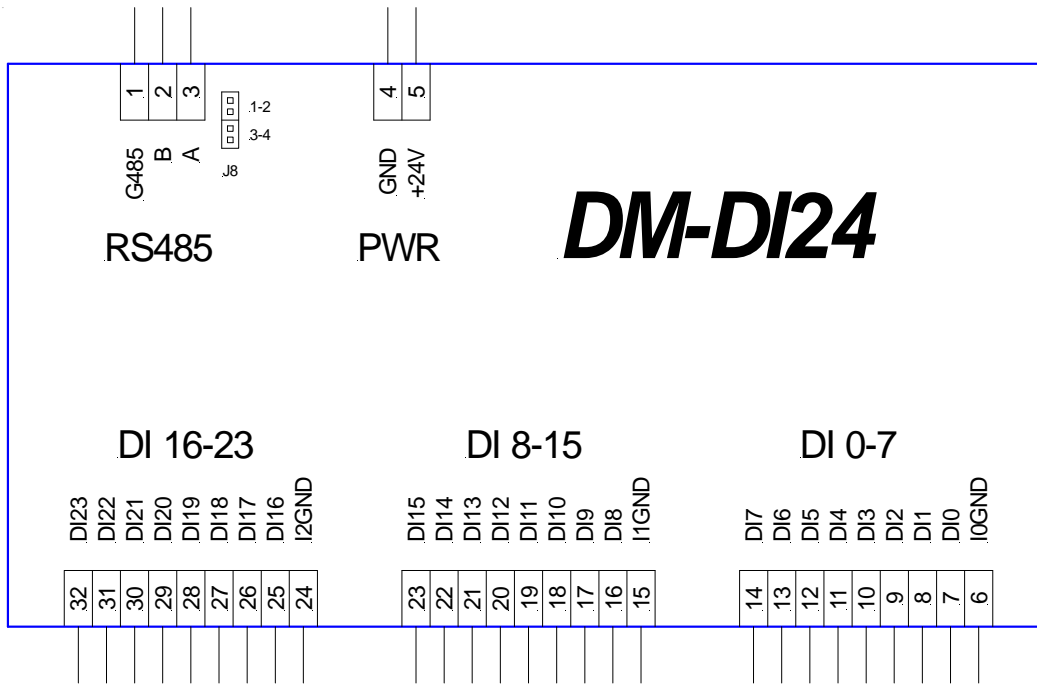 1 2 3
4 5
1-2
3-4
J8
G485 B A
GND +24V
RS485
PWR
DM-DI24
DI 16-23
DI 8-15
DI 0-7
DI23 DI22 DI21 DI20 DI19 DI18 DI17 DI16 I2GND
DI15 DI14 DI13 DI12 DI11 DI10 DI9 DI8 I1GND
DI7 DI6 DI5 DI4 DI3 DI2 DI1 DI0 I0GND
32 31 30 29 28 27 26 25 24
23 22 21 20 19 18 17 16 15
14 13 12 11 10 9 8 7 6